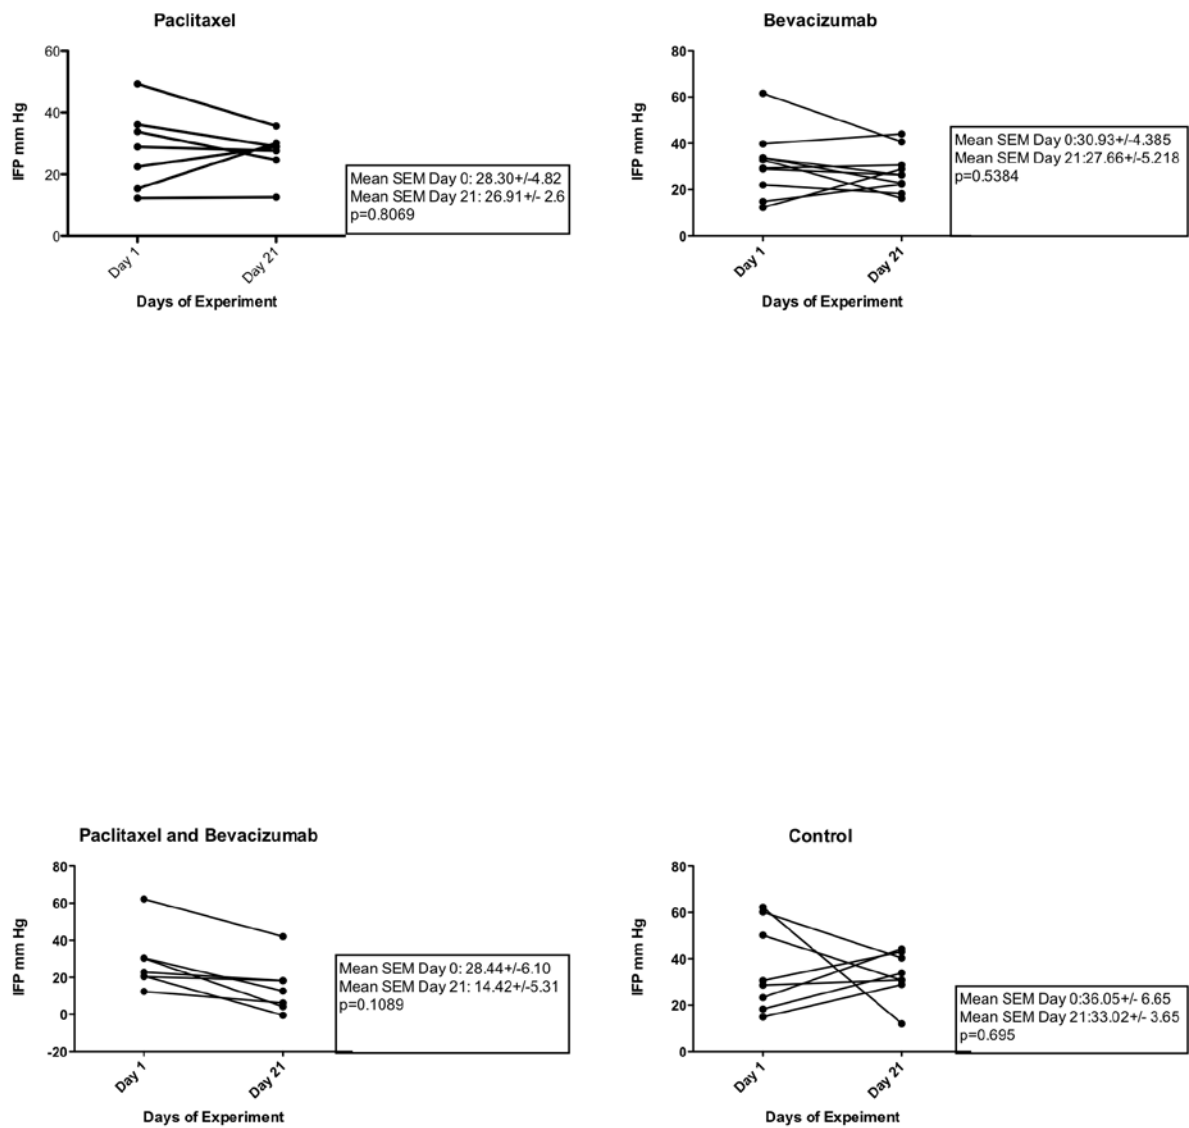 Paclitaxel
60
40
20
0
IFP mm Hg
Day 1
Day 21
Days of Experiment
Mean SEM Day 0: 28.30+/-4.82
Mean SEM Day 21: 26.91+/- 2.6
p=0.8069
Bevacizumab
80
60
40
20
0
IFP mm Hg
Day 1
Day 21
Days of Experiment
Mean SEM Day 0:30.93+/-4.385
Mean SEM Day 21:27.66+/-5.218
p=0.5384
Paclitaxel and Bevacizumab
80
60
40
20
0
-20
IFP mm Hg
Day 1
Day 21
Days of Experiment
Mean SEM Day 0: 28.44+/-6.10
Mean SEM Day 21: 14.42+/-5.31
p=0.1089
Control
80
60
40
20
0
IFP mm Hg
Day 1
Day 21
Days of Expeiment
Mean SEM Day 0:36.05+/- 6.65
Mean SEM Day 21:33.02+/- 3.65
p=0.695